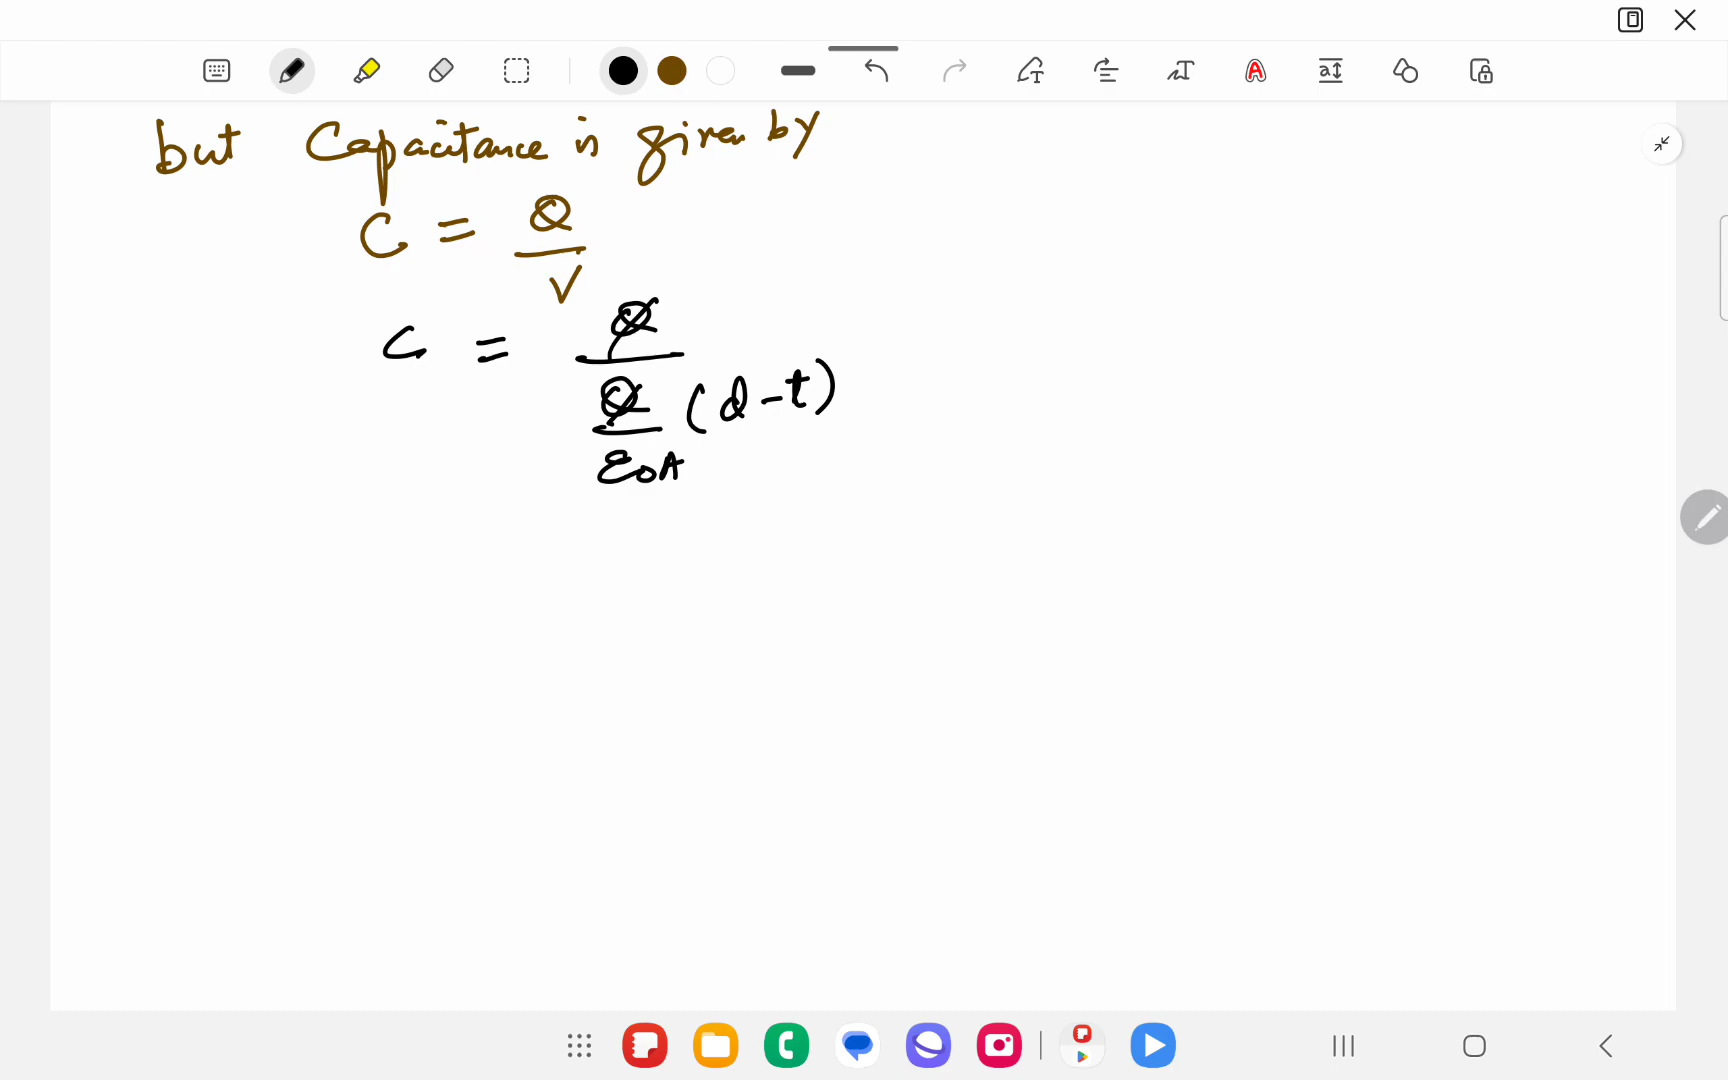 but Capacitance is given by
C = Q
V
C = Q
Q (d-t)
ε₀A